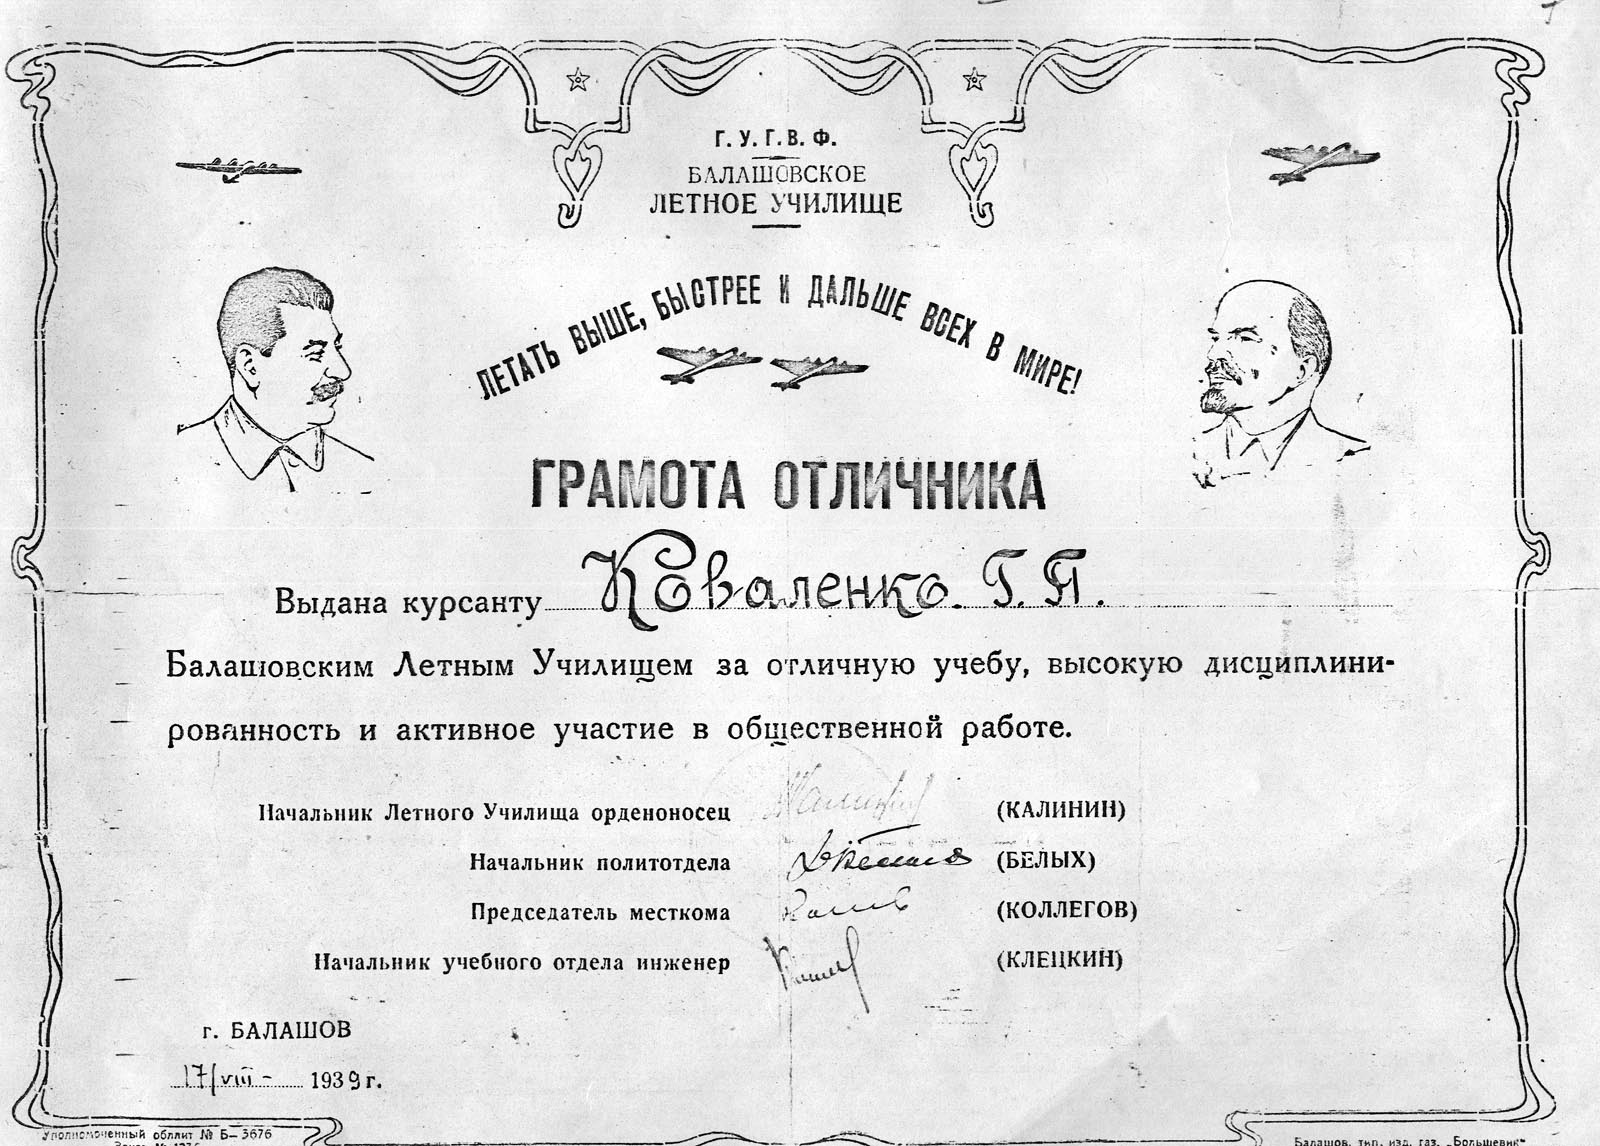 Г. У. Г. В. Ф.
БАЛАШОВСКОЕ
ЛЕТНОЕ УЧИЛИЩЕ
ЛЕТАТЬ ВЫШЕ, БЫСТРЕЕ И ДАЛЬШЕ ВСЕХ В МИРЕ!
ГРАМОТА ОТЛИЧНИКА
Выдана курсанту Коваленко. Г. П.
Балашовским Летным Училищем за отличную учебу, высокую дисциплини-
рованность и активное участие в общественной работе.
Начальник Летного Училища орденоносец (КАЛИНИН)
Начальник политотдела (БЕЛЫХ)
Председатель месткома (КОЛЛЕГОВ)
Начальник учебного отдела инженер (КЛЕЦКИН)
г. БАЛАШОВ
17/VIII - 1939 г.
Уполномоченный обллит № Б—3676
Балашов, тип. изд. газ. „Большевик"